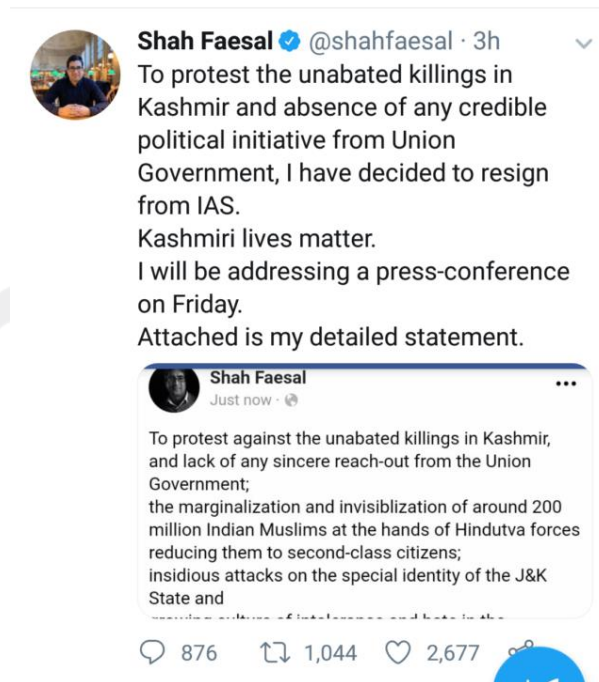 Shah Faesal @shahfaesal · 3h
To protest the unabated killings in
Kashmir and absence of any credible
political initiative from Union
Government, I have decided to resign
from IAS.
Kashmiri lives matter.
I will be addressing a press-conference
on Friday.
Attached is my detailed statement.
Shah Faesal
Just now ·
To protest against the unabated killings in Kashmir,
and lack of any sincere reach-out from the Union
Government;
the marginalization and invisiblization of around 200
million Indian Muslims at the hands of Hindutva forces
reducing them to second-class citizens;
insidious attacks on the special identity of the J&K
State and
876 1,044 2,677